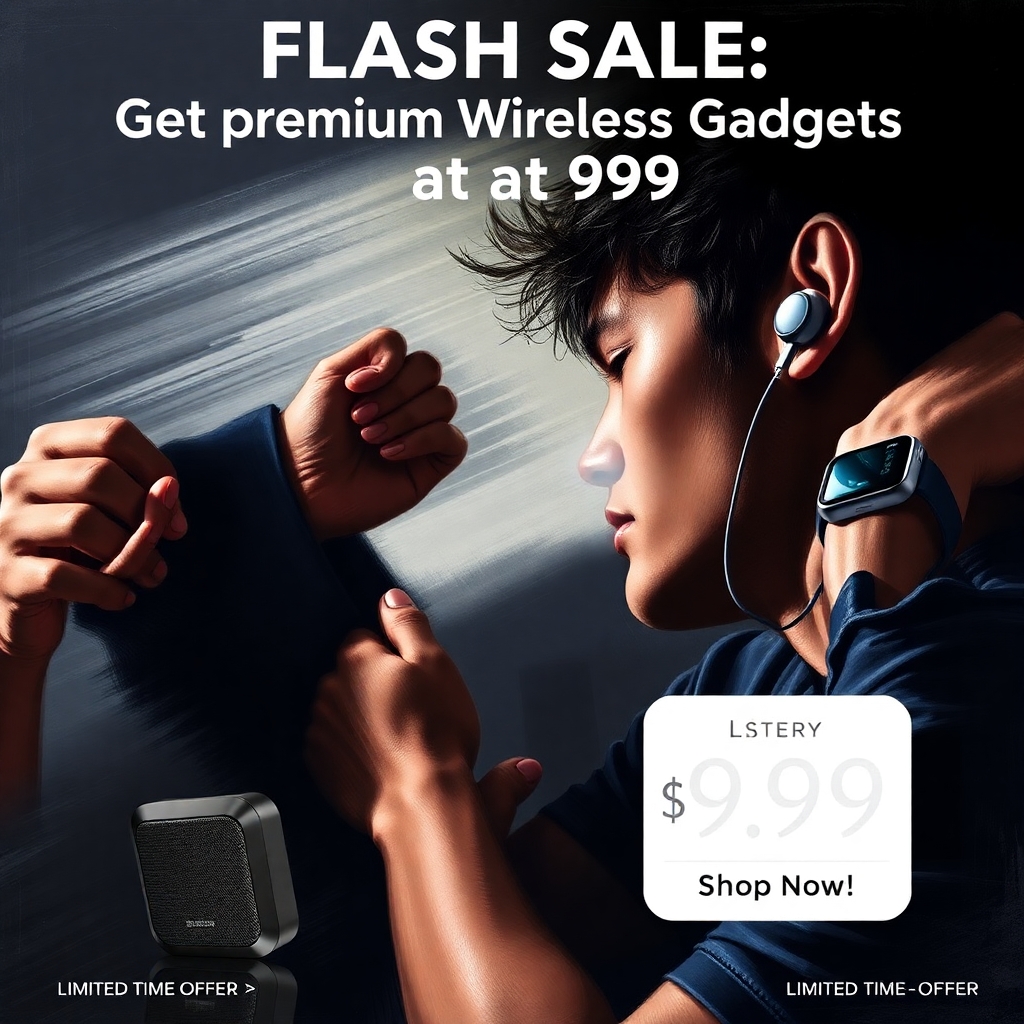 FLASH SALE:
Get premium Wireless Gadgets
at at 999
LSTERY
$9.99
Shop Now!
LIMITED TIME OFFER >
LIMITED TIME-OFFER